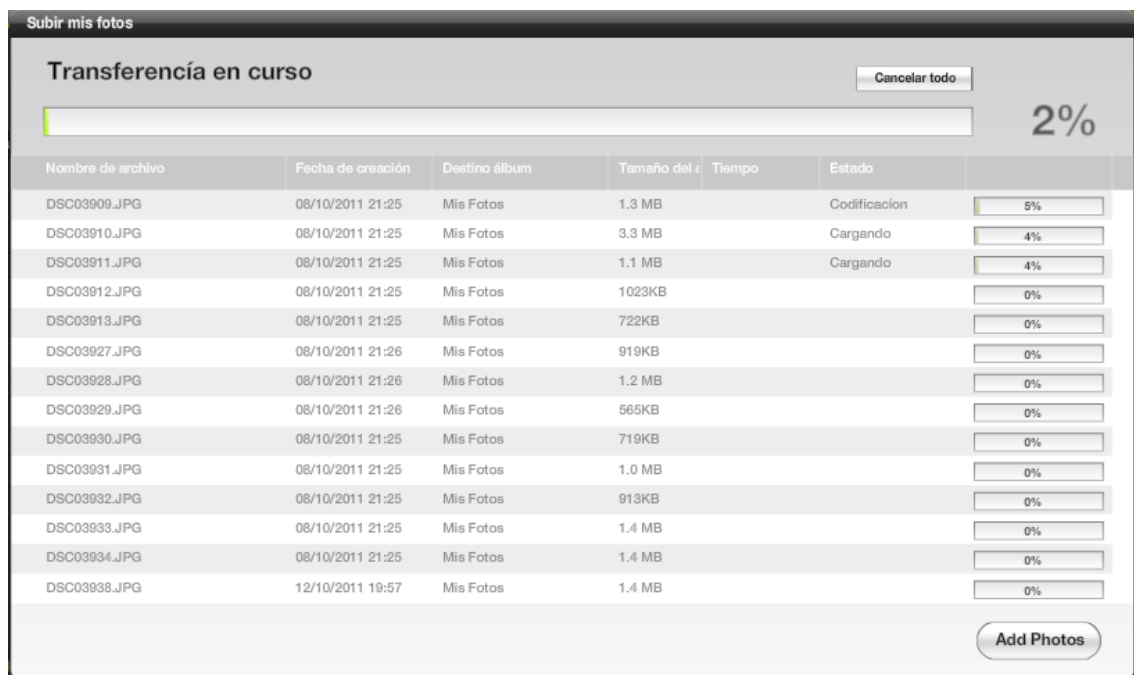 Subir mis fotos
Transferencía en curso
Cancelar todo
2%
Nombre de archivo Fecha de creación Destino álbum Tamaño del a Tiempo Estado
DSC03909.JPG 08/10/2011 21:25 Mis Fotos 1.3 MB Codificacíon 5%
DSC03910.JPG 08/10/2011 21:25 Mis Fotos 3.3 MB Cargando 4%
DSC03911.JPG 08/10/2011 21:25 Mis Fotos 1.1 MB Cargando 4%
DSC03912.JPG 08/10/2011 21:25 Mis Fotos 1023KB 0%
DSC03913.JPG 08/10/2011 21:25 Mis Fotos 722KB 0%
DSC03927.JPG 08/10/2011 21:26 Mis Fotos 919KB 0%
DSC03928.JPG 08/10/2011 21:26 Mis Fotos 1.2 MB 0%
DSC03929.JPG 08/10/2011 21:26 Mis Fotos 565KB 0%
DSC03930.JPG 08/10/2011 21:26 Mis Fotos 719KB 0%
DSC03931.JPG 08/10/2011 21:25 Mis Fotos 1.0 MB 0%
DSC03932.JPG 08/10/2011 21:25 Mis Fotos 913KB 0%
DSC03933.JPG 08/10/2011 21:25 Mis Fotos 1.4 MB 0%
DSC03934.JPG 08/10/2011 21:25 Mis Fotos 1.4 MB 0%
DSC03938.JPG 12/10/2011 19:57 Mis Fotos 1.4 MB 0%
Add Photos